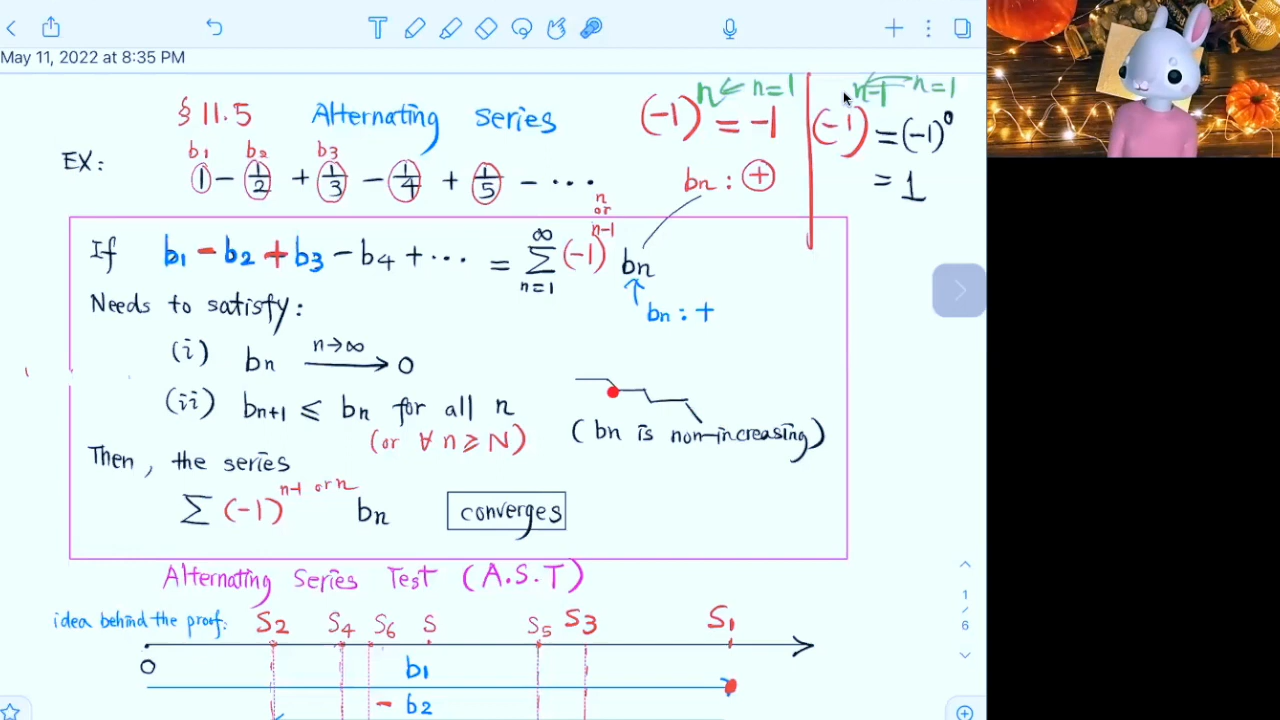 May 11, 2022 at 8:35 PM
§ 11.5 Alternating Series
(-1)^n ← n=1 = -1
(-1)^{n-1} ← n=1 = (-1)^0
= 1
bn : +
b1 b2 b3
EX: 1 - 1/2 + 1/3 - 1/4 + 1/5 - ...
If b1 - b2 + b3 - b4 + ... = ∑_{n=1}^{∞} (-1)^{n or n-1} bn
bn : +
Needs to satisfy:
(i) bn n→∞ → 0
(ii) bn+1 ≤ bn for all n
(or ∀ n ≥ N)
(bn is non-increasing)
Then, the series
∑ (-1)^{n-1 or n} bn converges
Alternating Series Test (A.S.T)
idea behind the proof: S2 S4 S6 S S5 S3 S1
0
b1
- b2
1
6